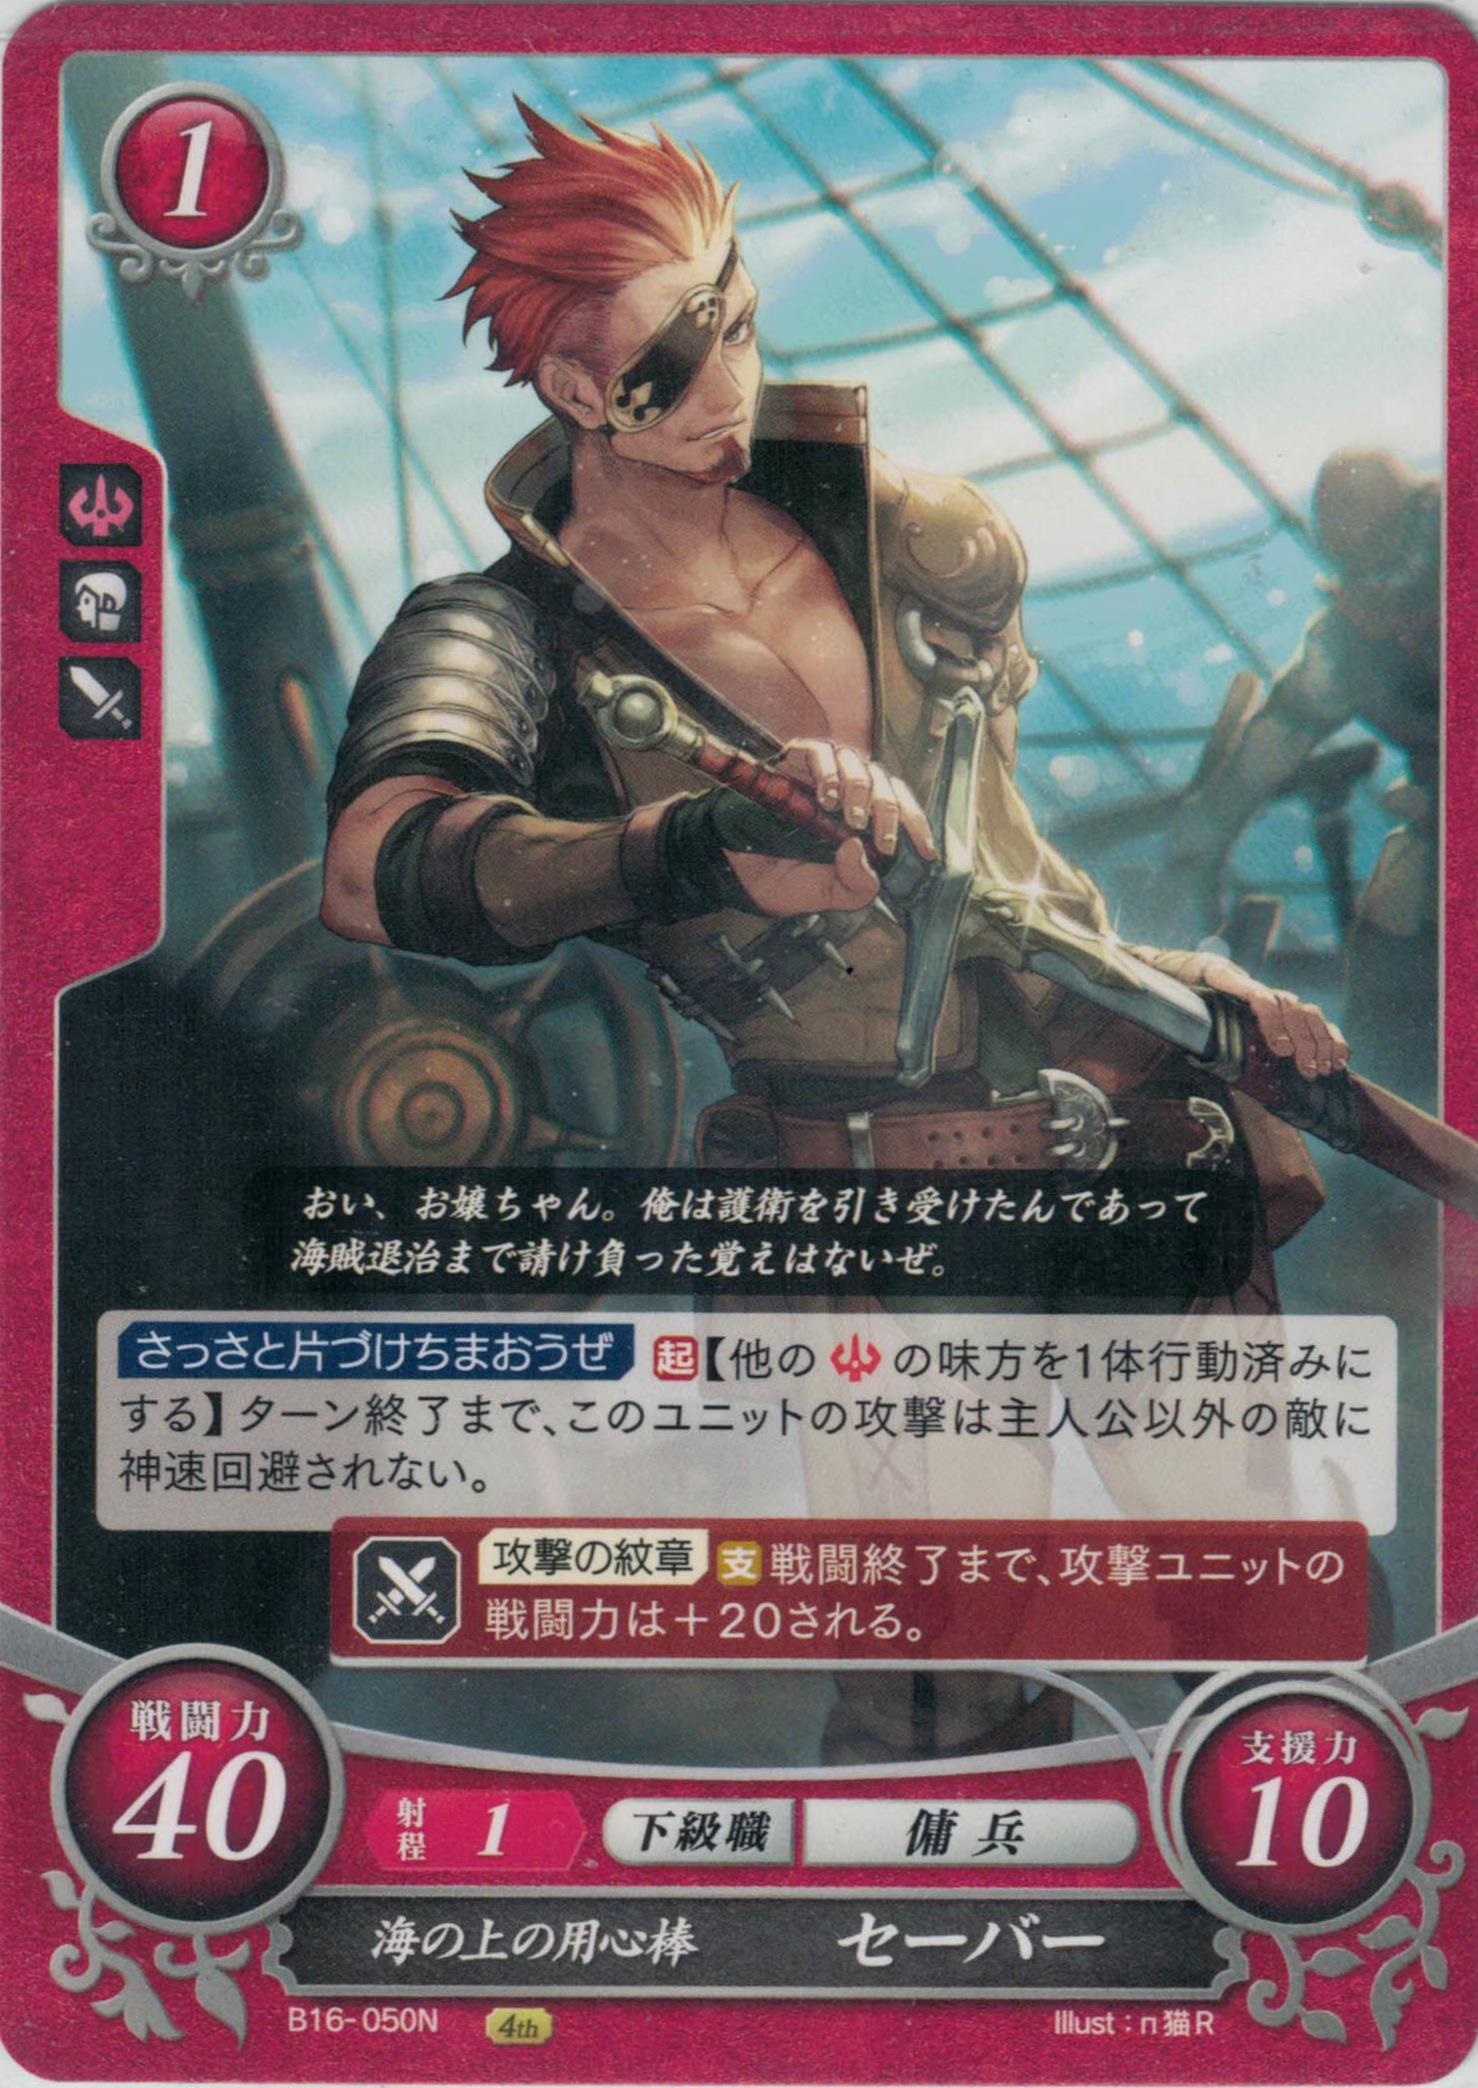 1
おい、お嬢ちゃん。俺は護衛を引き受けたんであって
海賊退治まで請け負った覚えはないぜ。
さっさと片づけちまおうぜ 起【他の の味方を1体行動済みに
する】ターン終了まで、このユニットの攻撃は主人公以外の敵に
神速回避されない。
攻撃の紋章 支戦闘終了まで、攻撃ユニットの
戦闘力は＋20される。
戦闘力
40
射程 1
下級職
傭兵
支援力
10
海の上の用心棒 セーバー
B16-050N 4th Illust：n猫R